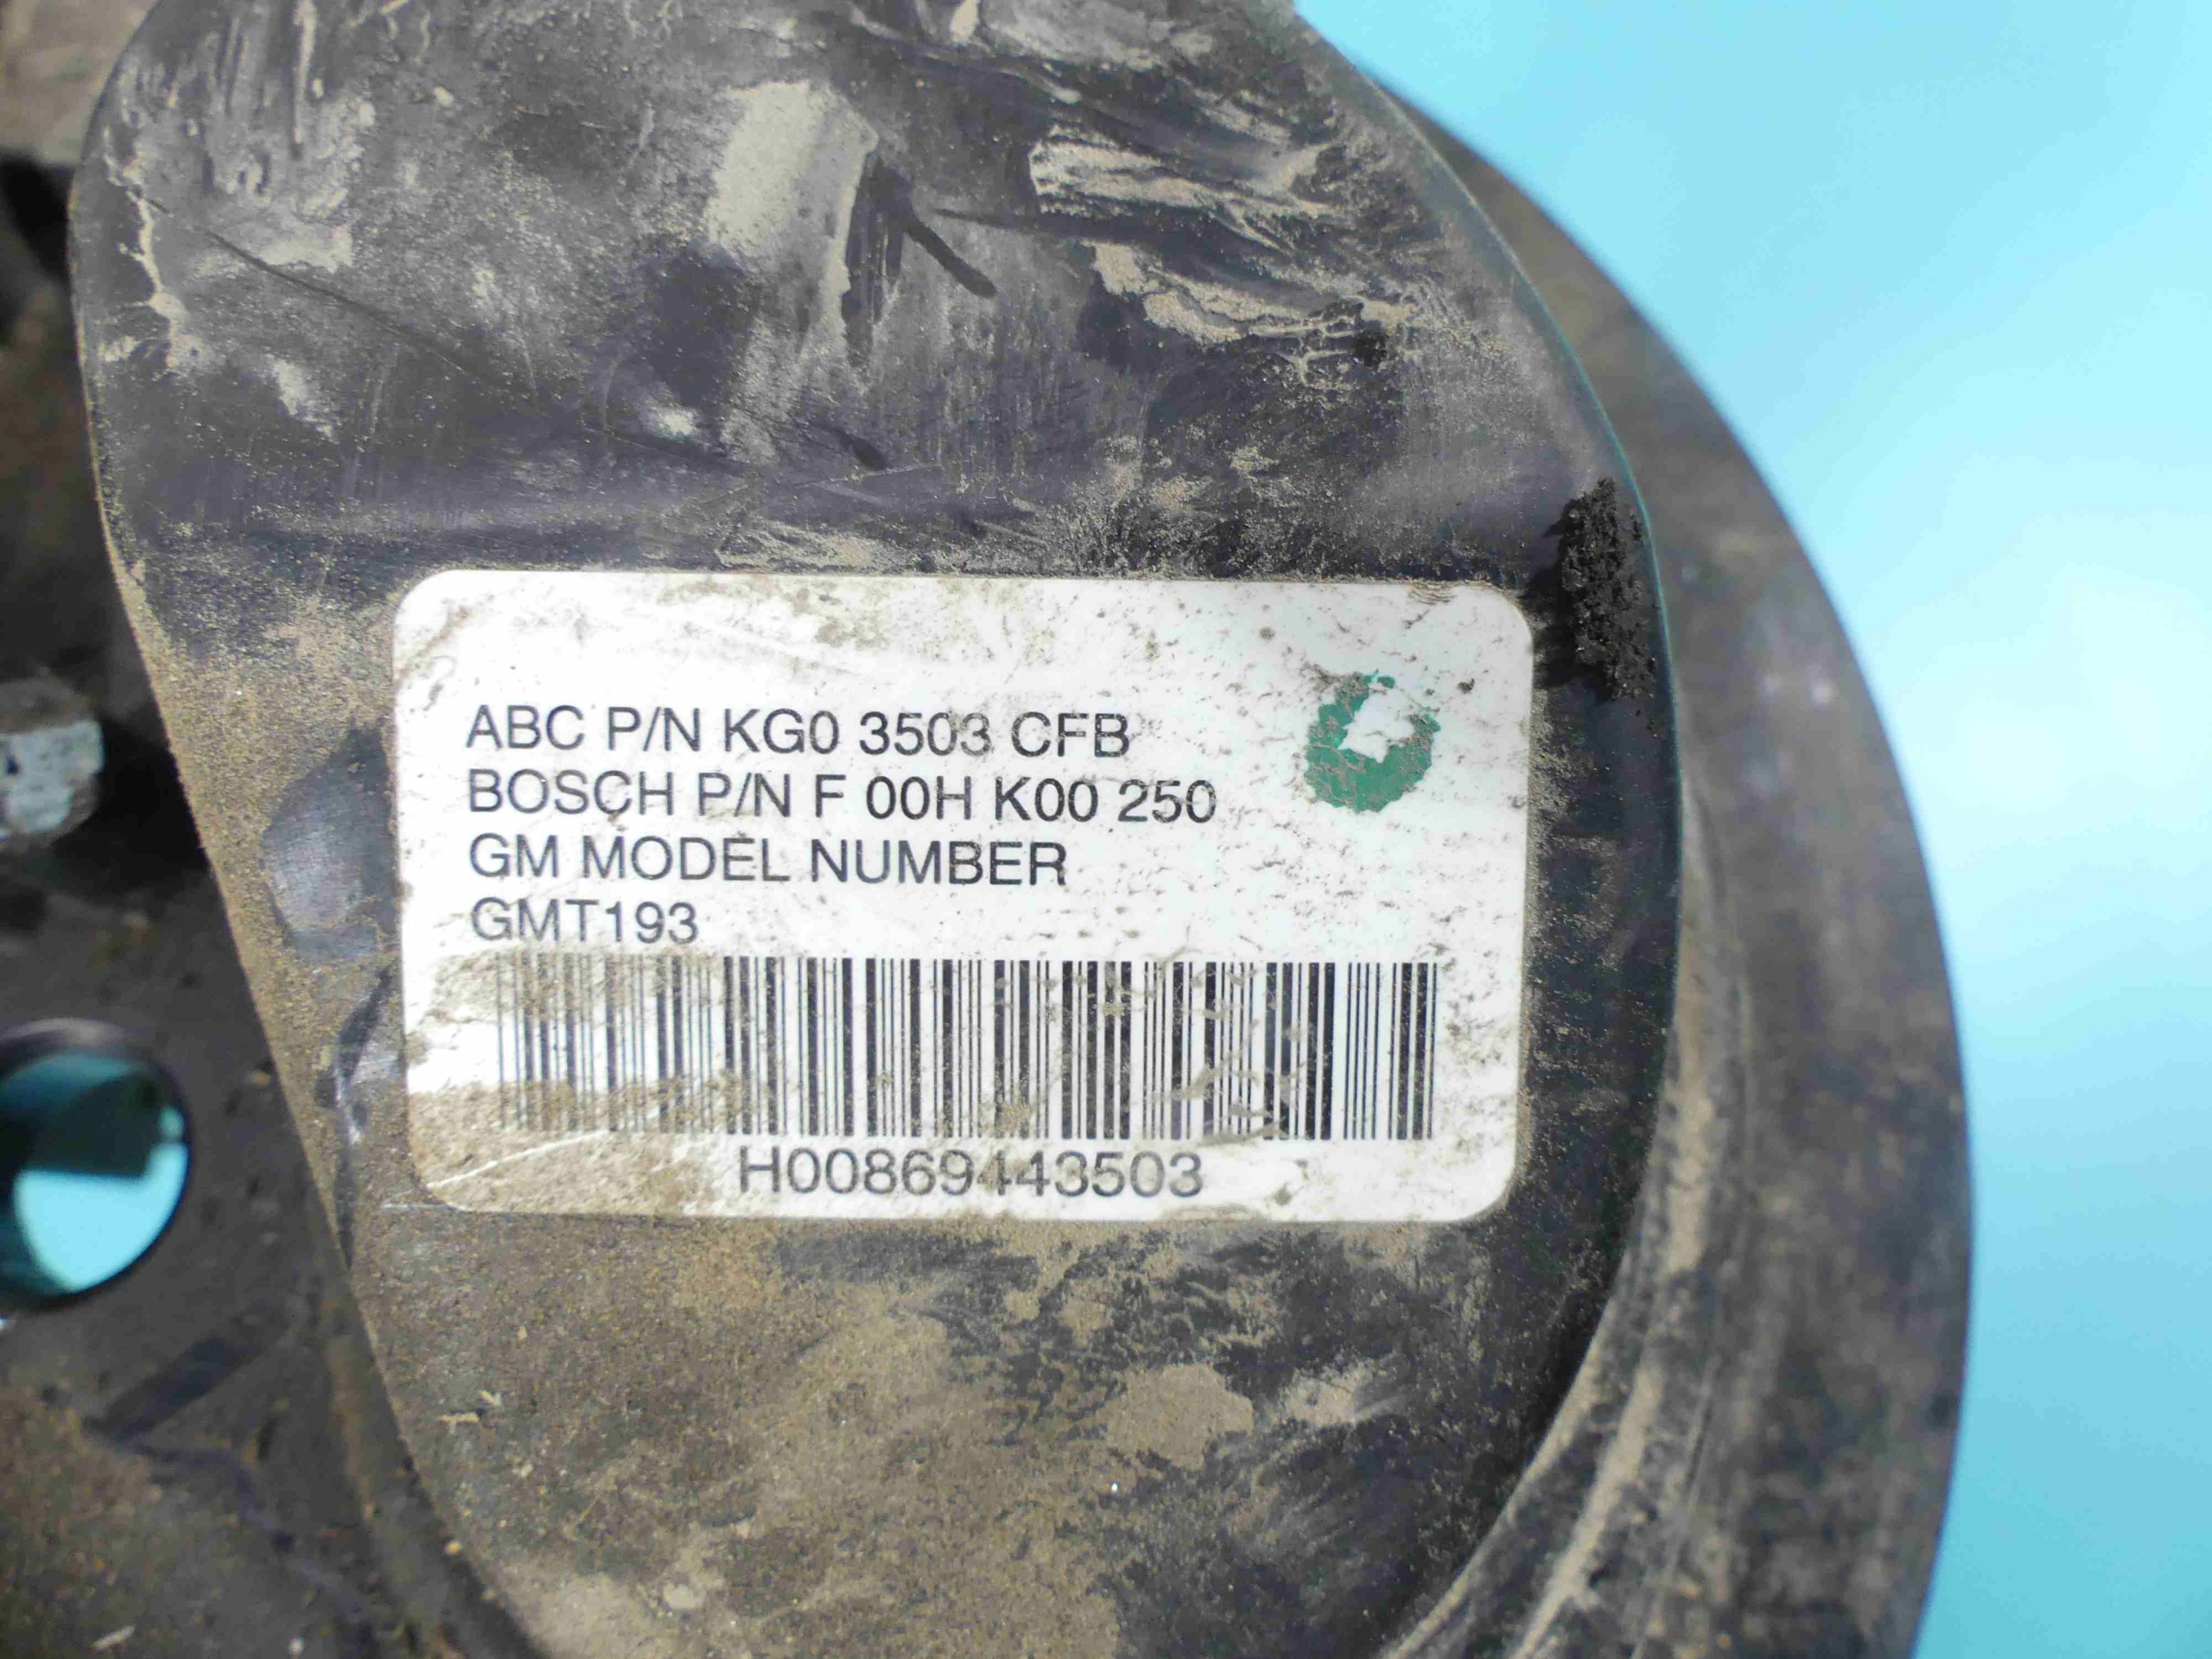 ABC P/N KG0 3503 CFB
BOSCH P/N F 00H K00 250
GM MODEL NUMBER
GMT193
H00869443503